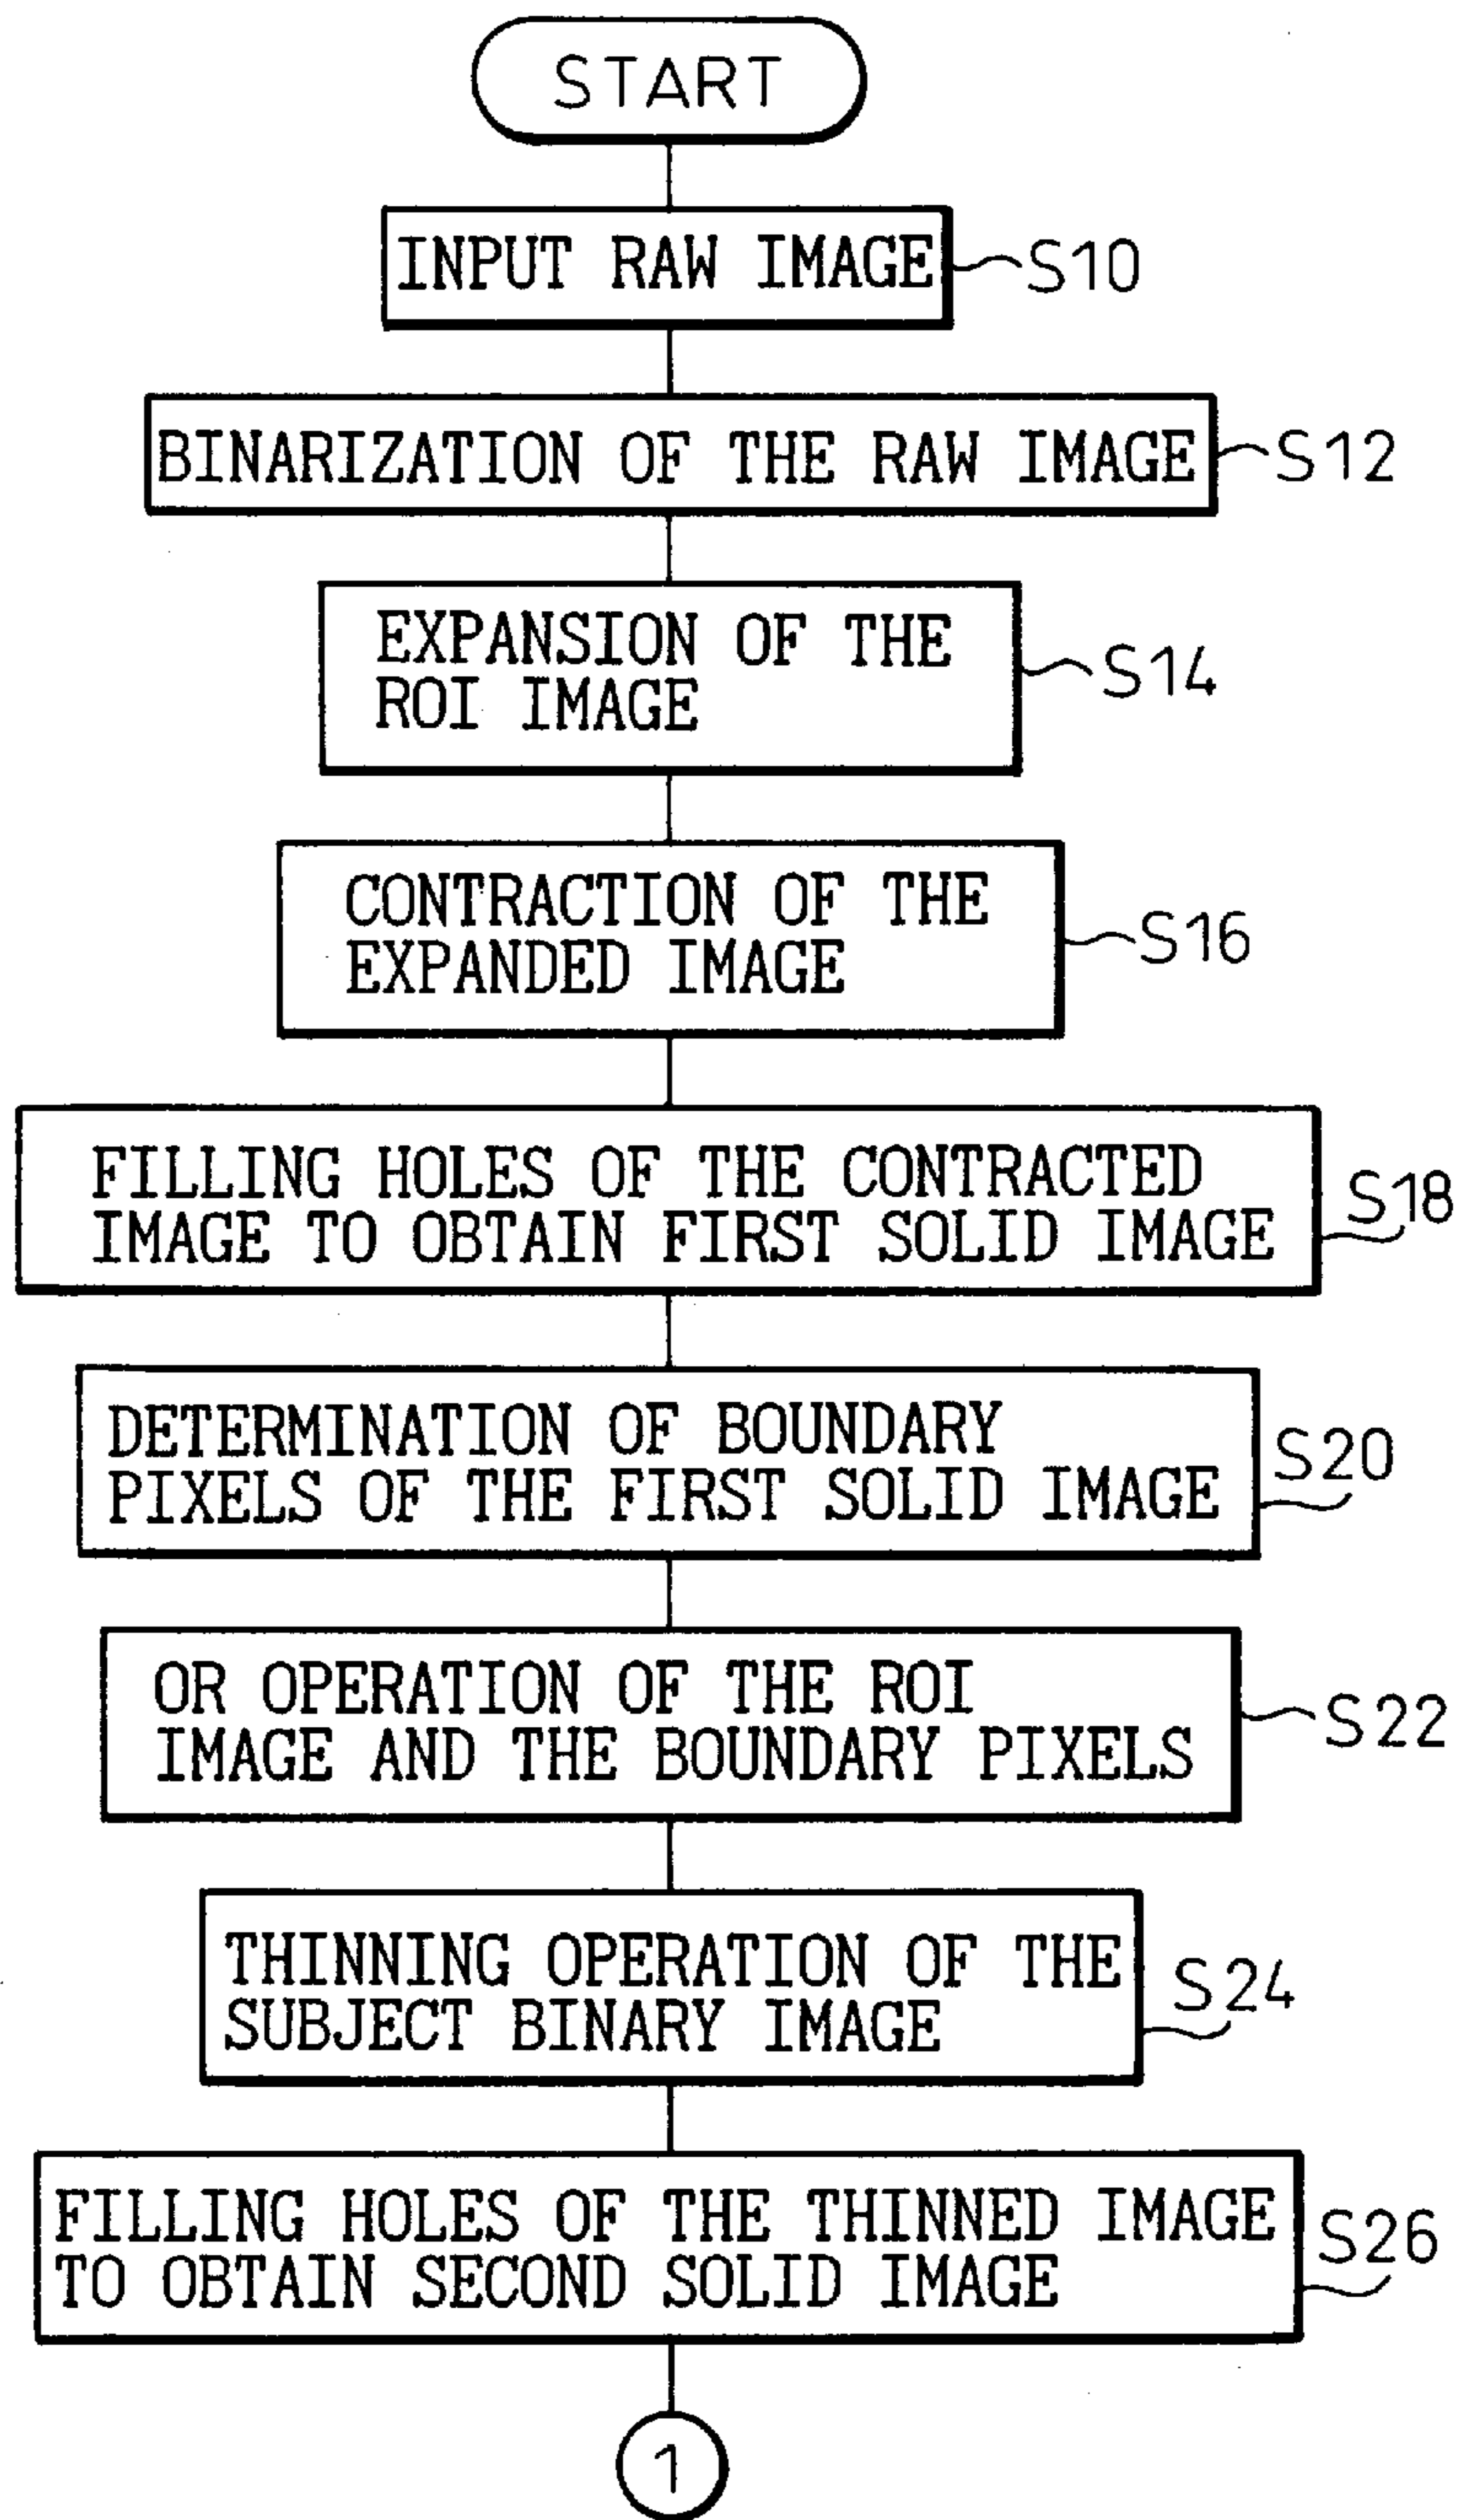 START
INPUT RAW IMAGE
S10
BINARIZATION OF THE RAW IMAGE
S12
EXPANSION OF THE
ROI IMAGE
S14
CONTRACTION OF THE
EXPANDED IMAGE
S16
FILLING HOLES OF THE CONTRACTED
IMAGE TO OBTAIN FIRST SOLID IMAGE
S18
DETERMINATION OF BOUNDARY
PIXELS OF THE FIRST SOLID IMAGE
S20
OR OPERATION OF THE ROI
IMAGE AND THE BOUNDARY PIXELS
S22
THINNING OPERATION OF THE
SUBJECT BINARY IMAGE
S24
FILLING HOLES OF THE THINNED IMAGE
TO OBTAIN SECOND SOLID IMAGE
S26
1